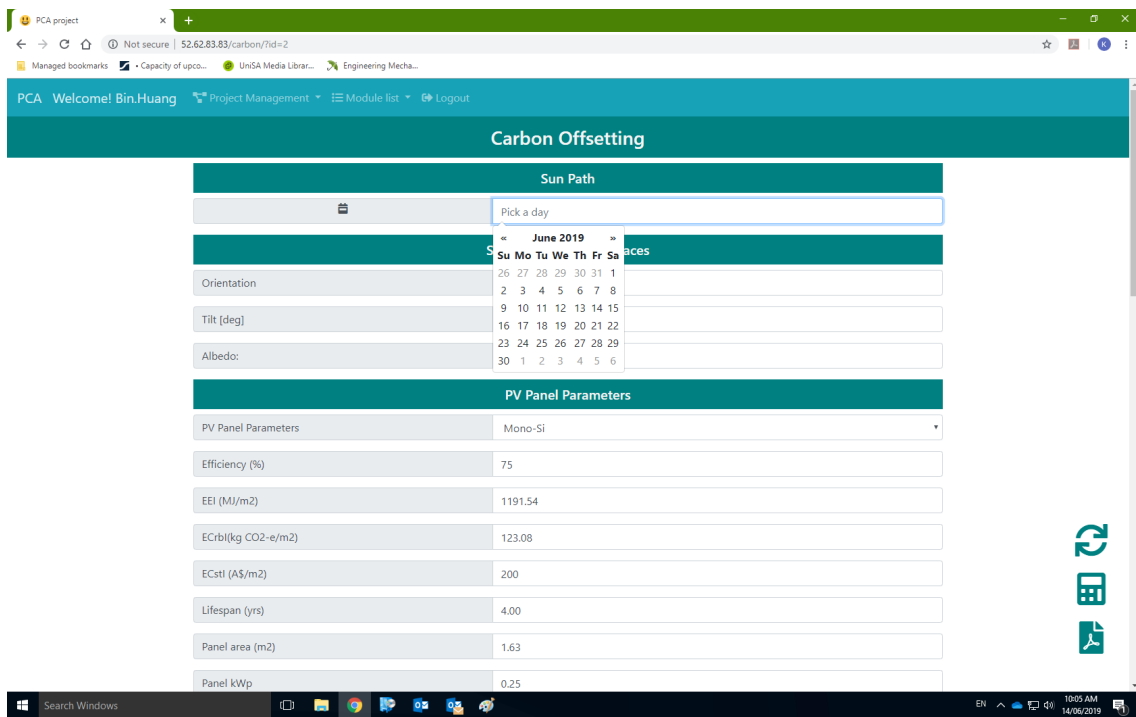 PCA project
Not secure | 52.62.83.83/carbon/?id=2
K
Managed bookmarks • Capacity of upco... UniSA Media Librar... Engineering Mecha...
PCA Welcome! Bin.Huang Project Management Module list Logout
Carbon Offsetting
Sun Path
Pick a day
« June 2019 »
S aces
Su Mo Tu We Th Fr Sa
26 27 28 29 30 31 1
Orientation
2 3 4 5 6 7 8
9 10 11 12 13 14 15
Tilt [deg]
16 17 18 19 20 21 22
23 24 25 26 27 28 29
Albedo:
30 1 2 3 4 5 6
PV Panel Parameters
PV Panel Parameters Mono-Si
Efficiency (%) 75
EEI (MJ/m2) 1191.54
ECrbI(kg CO2-e/m2) 123.08
ECstI (A$/m2) 200
Lifespan (yrs) 4.00
Panel area (m2) 1.63
Panel kWp 0.25
Search Windows
EN
10:05 AM
14/06/2019
1